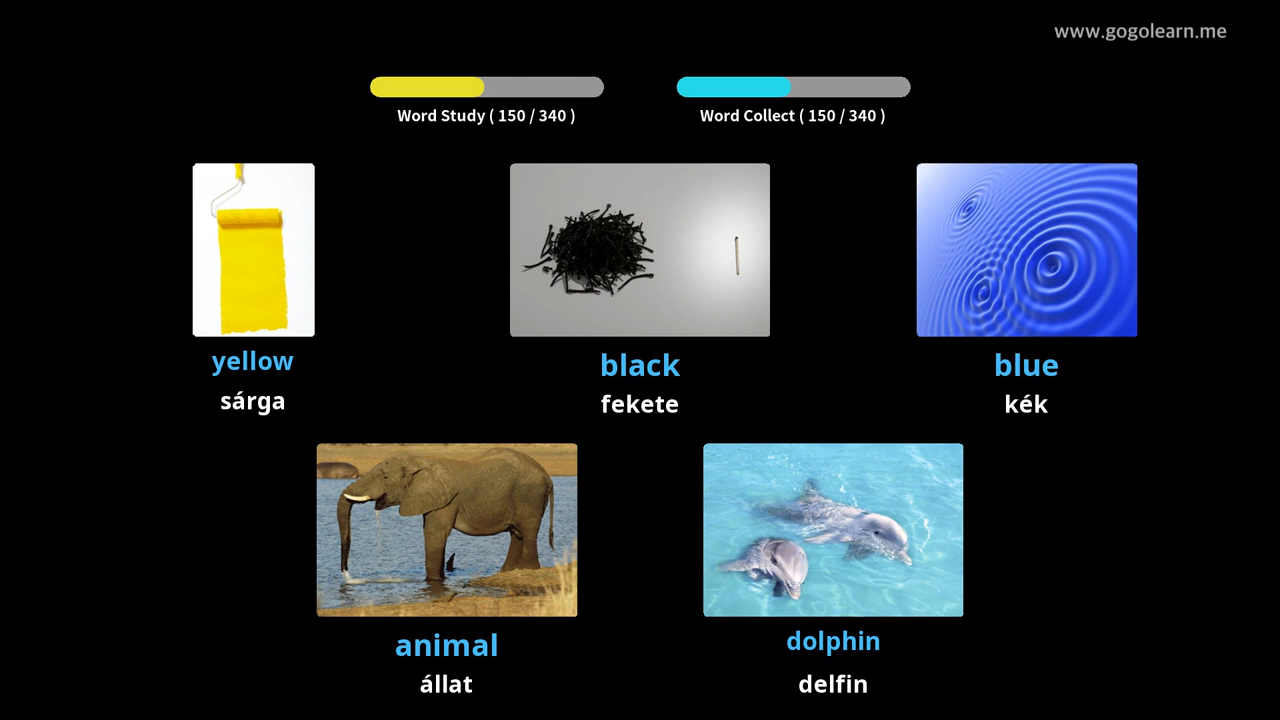 www.gogolearn.me
Word Study ( 150 / 340 )
Word Collect ( 150 / 340 )
yellow
sárga
black
fekete
blue
kék
animal
állat
dolphin
delfin